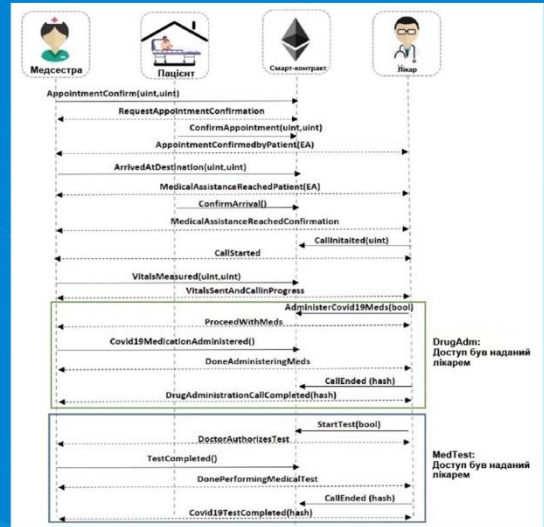 Медсестра
Пацієнт
Смарт-контракт
Лікар
AppointmentConfirm(uint,uint)
RequestAppointmentConfirmation
ConfirmAppointment(uint,uint)
AppointmentConfirmedbyPatient(EA)
ArrivedAtDestination(uint,uint)
MedicalAssistanceReachedPatient(EA)
ConfirmArrival()
MedicalAssistanceReachedConfirmation
CallInitaited(uint)
CallStarted
VitalsMeasured(uint,uint)
VitalsSentAndCallinProgress
AdministerCovid19Meds(bool)
ProceedWithMeds
Covid19MedicationAdministered()
DoneAdministeringMeds
CallEnded (hash)
DrugAdministrationCallCompleted(hash)
DrugAdm:
Доступ був наданий
лікарем
StartTest(bool)
DoctorAuthorizesTest
TestCompleted()
DonePerformingMedicalTest
CallEnded (hash)
Covid19TestCompleted(hash)
MedTest:
Доступ був наданий
лікарем